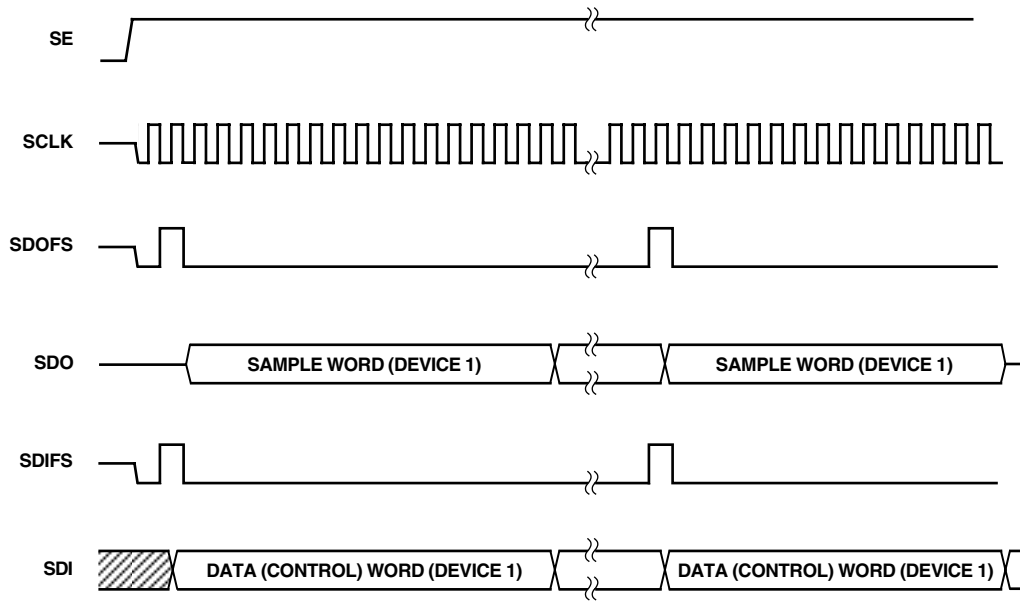 SE
SCLK
SDOFS
SDO
SAMPLE WORD (DEVICE 1)
SAMPLE WORD (DEVICE 1)
SDIFS
SDI
DATA (CONTROL) WORD (DEVICE 1)
DATA (CONTROL) WORD (DEVICE 1)